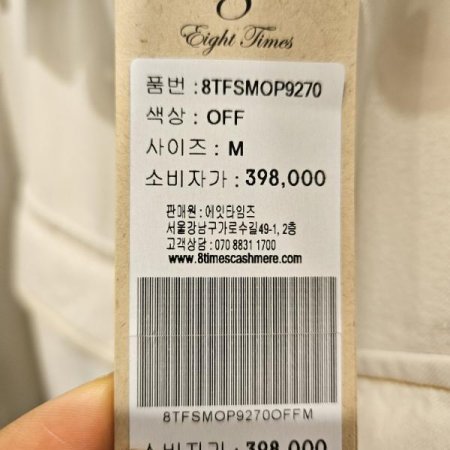 8
Eight Times
품번 : 8TFSMOP9270
색상 : OFF
사이즈 : M
소비자가 : 398,000
판매원 : 에잇타임즈
서울강남구가로수길49-1, 2층
고객상담 : 070 8831 1700
www.8timescashmere.com
8TFSMOP9270OFFM
소비자가 : 398,000